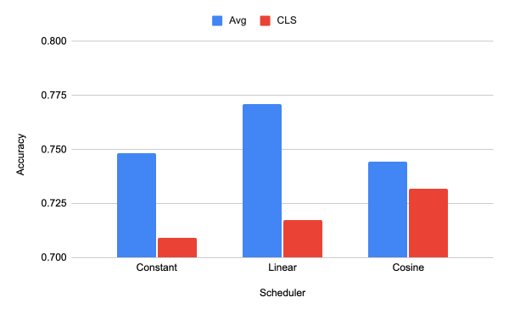 Avg CLS
0.800
0.775
0.750
0.725
0.700
Accuracy
Constant Linear Cosine
Scheduler